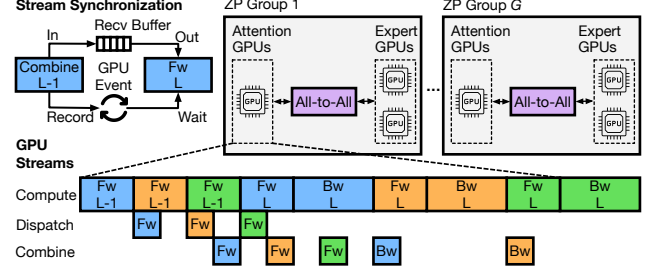 Stream Synchronization
In Recv Buffer Out
Combine L-1
GPU Event
Fw L
Record Wait
ZP Group 1
Attention GPUs
Expert GPUs
GPU
All-to-All
GPU
GPU
...
ZP Group G
Attention GPUs
Expert GPUs
GPU
All-to-All
GPU
GPU
GPU Streams
Compute Fw L-1 Fw L-1 Fw L-1 Fw L Bw L Fw L Bw L Fw L Bw L
Dispatch Fw Fw Fw
Combine Fw Fw Fw Bw Bw